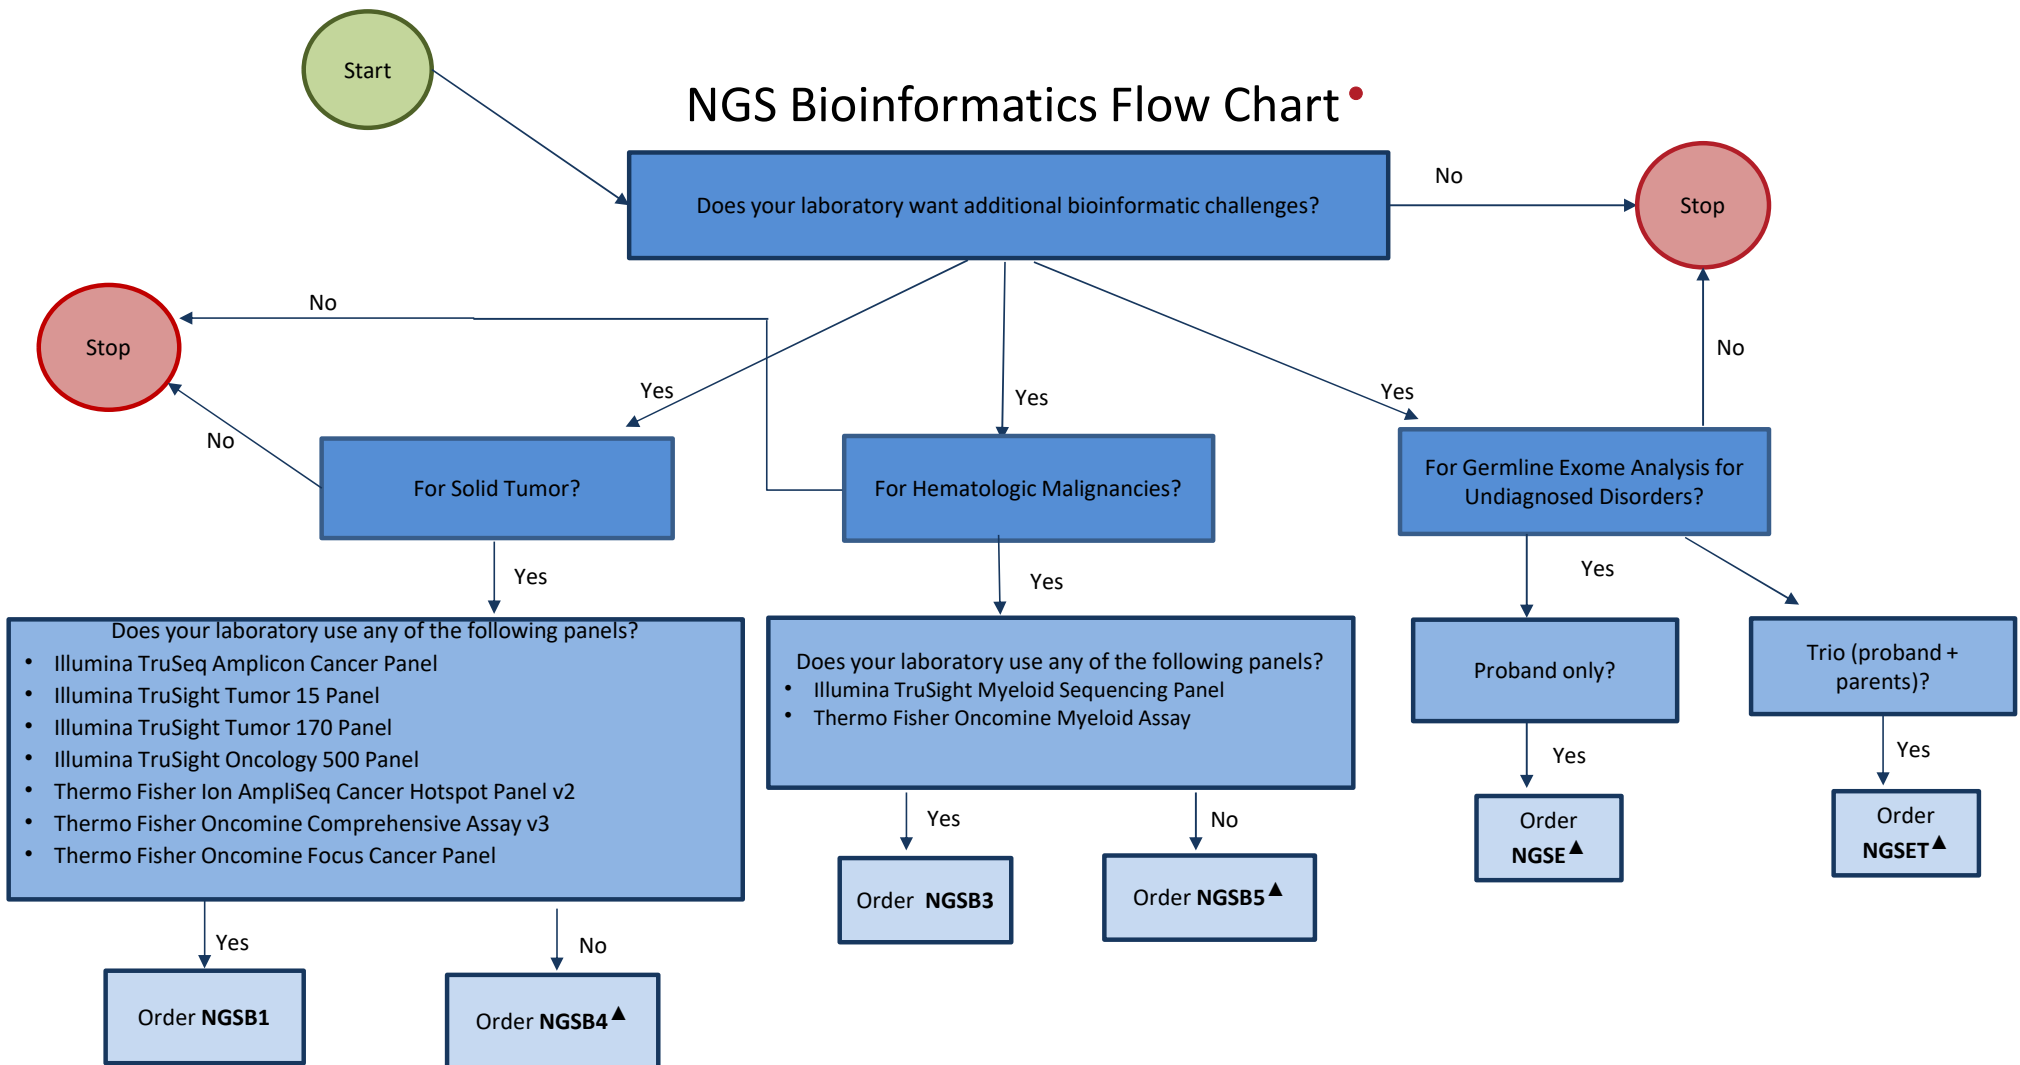 Start
NGS Bioinformatics Flow Chart •
Does your laboratory want additional bioinformatic challenges?
No
Stop
No
Stop
No
Yes
Yes
Yes
No
For Solid Tumor?
For Hematologic Malignancies?
For Germline Exome Analysis for
Undiagnosed Disorders?
Yes
Yes
Yes
Does your laboratory use any of the following panels?
• Illumina TruSeq Amplicon Cancer Panel
• Illumina TruSight Tumor 15 Panel
• Illumina TruSight Tumor 170 Panel
• Illumina TruSight Oncology 500 Panel
• Thermo Fisher Ion AmpliSeq Cancer Hotspot Panel v2
• Thermo Fisher Oncomine Comprehensive Assay v3
• Thermo Fisher Oncomine Focus Cancer Panel
Does your laboratory use any of the following panels?
• Illumina TruSight Myeloid Sequencing Panel
• Thermo Fisher Oncomine Myeloid Assay
Proband only?
Trio (proband +
parents)?
Yes
Yes
Yes
No
Order
NGSE▲
Order
NGSET▲
Order NGSB3
Order NGSB5▲
Yes
No
Order NGSB1
Order NGSB4▲